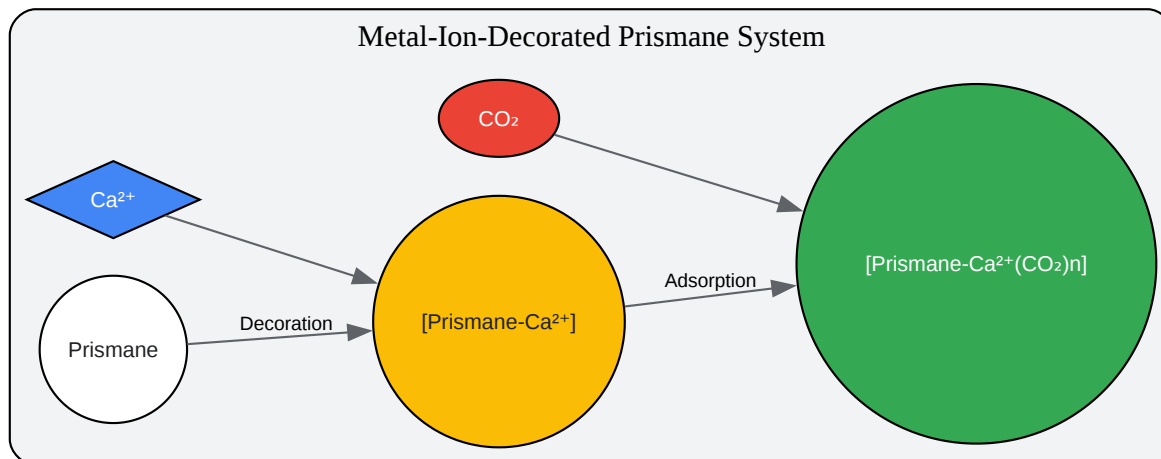 Metal-Ion-Decorated Prismane System
CO₂
Ca²⁺
[Prismane-Ca²⁺(CO₂)n]
Adsorption
Decoration
[Prismane-Ca²⁺]
Prismane